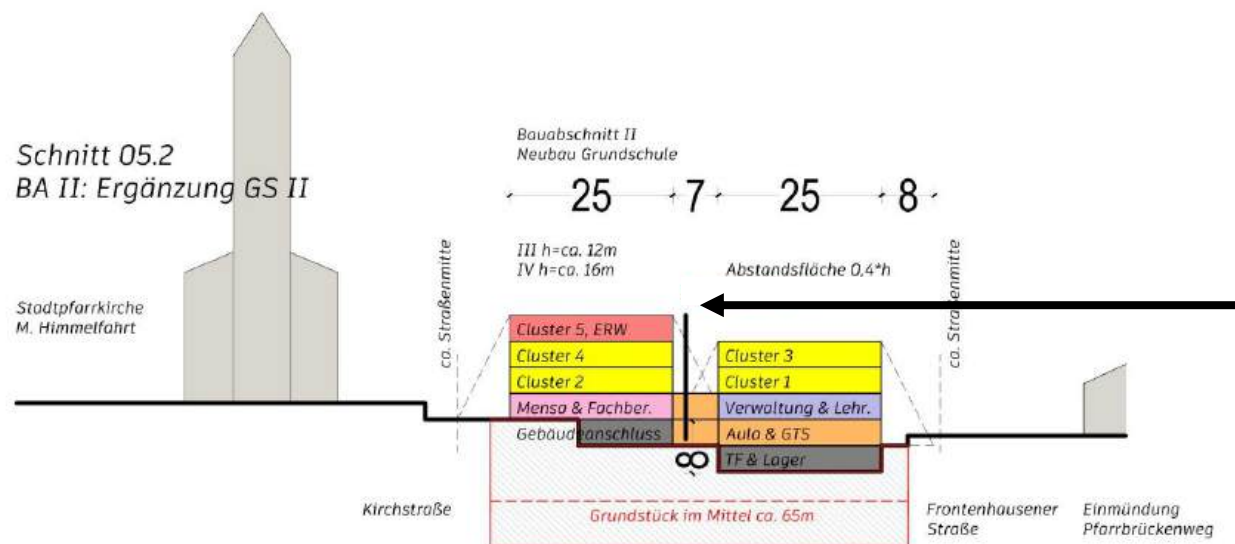 Schnitt 05.2
BA II: Ergänzung GS II
Bauabschnitt II
Neubau Grundschule
25 7 25 8
III h=ca. 12m
IV h=ca. 16m
Abstandsfläche 0,4*h
Stadtpfarrkirche
M. Himmelfahrt
ca. Straßenmitte
ca. Straßenmitte
Cluster 5, ERW
Cluster 4
Cluster 3
Cluster 2
Cluster 1
Mensa & Fachber.
Verwaltung & Lehr.
Gebäudeanschluss
Aula & GTS
8
TF & Lager
Kirchstraße
Grundstück im Mittel ca. 65m
Frontenhausener
Straße
Einmündung
Pfarrbrückenweg